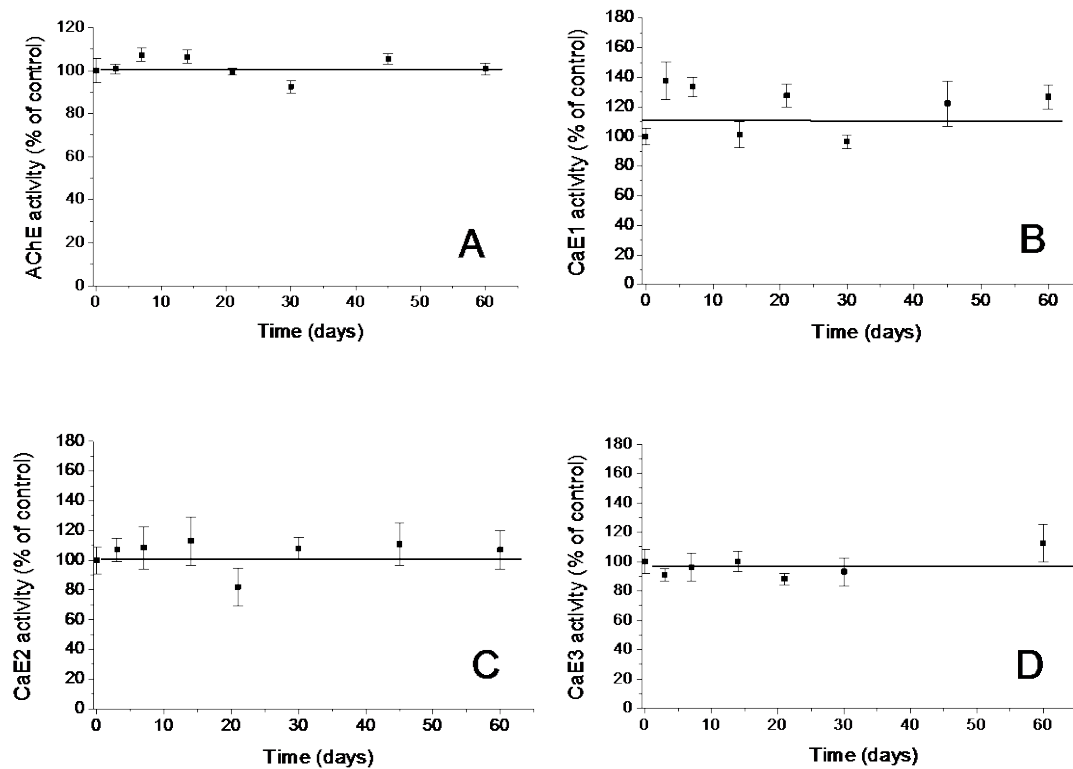 AChE activity (% of control)
120
100
80
60
40
20
0
0 10 20 30 40 50 60
Time (days)
A
CaE1 activity (% of control)
180
160
140
120
100
80
60
40
20
0
0 10 20 30 40 50 60
Time (days)
B
CaE2 activity (% of control)
180
160
140
120
100
80
60
40
20
0
0 10 20 30 40 50 60
Time (days)
C
CaE3 activity (% of control)
180
160
140
120
100
80
60
40
20
0
0 10 20 30 40 50 60
Time (days)
D